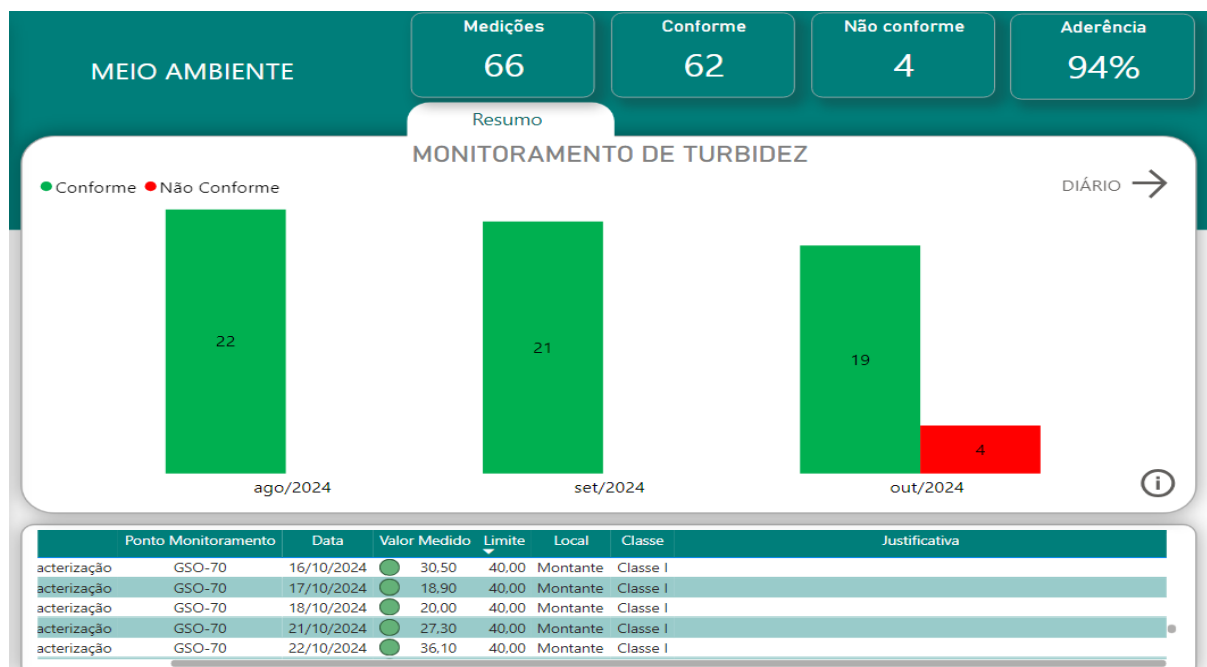 MEIO AMBIENTE
Medições
66
Conforme
62
Não conforme
4
Aderência
94%
Resumo
MONITORAMENTO DE TURBIDEZ
Conforme Não Conforme
DIÁRIO
22
21
19
4
ago/2024
set/2024
out/2024
Ponto Monitoramento Data Valor Medido Limite Local Classe Justificativa
acterização GSO-70 16/10/2024 30,50 40,00 Montante Classe I
acterização GSO-70 17/10/2024 18,90 40,00 Montante Classe I
acterização GSO-70 18/10/2024 20,00 40,00 Montante Classe I
acterização GSO-70 21/10/2024 27,30 40,00 Montante Classe I
acterização GSO-70 22/10/2024 36,10 40,00 Montante Classe I